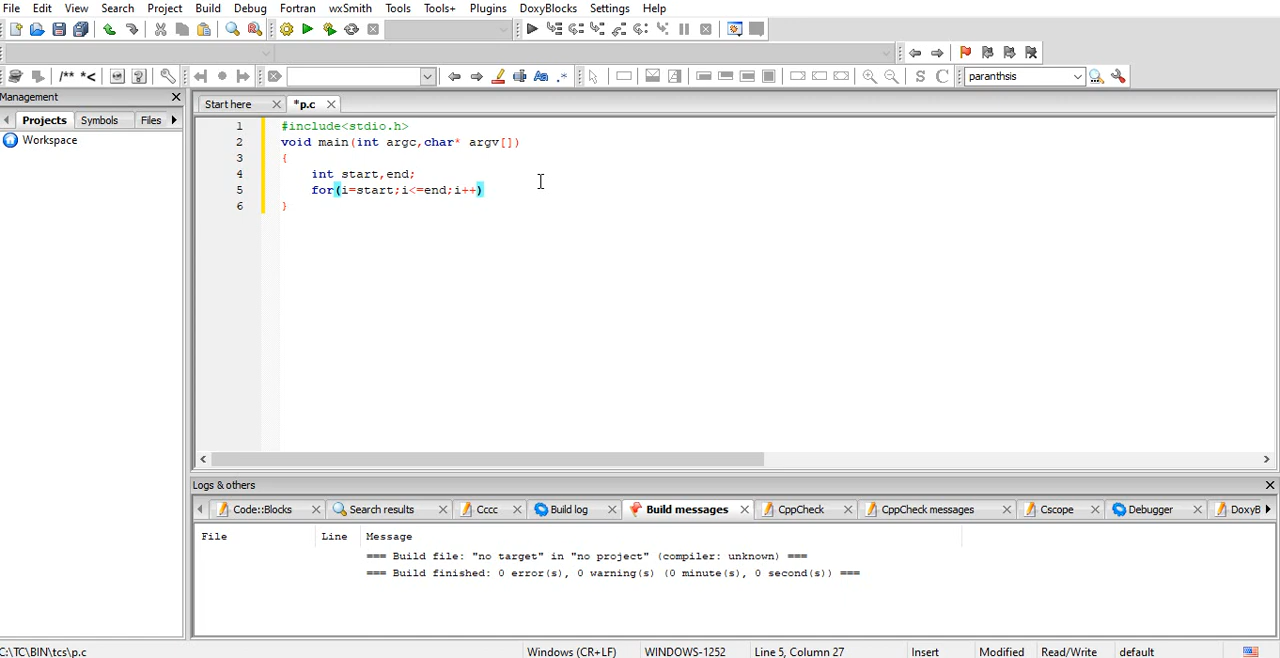 File Edit View Search Project Build Debug Fortran wxSmith Tools Tools+ Plugins DoxyBlocks Settings Help
/** *< paranthis
Management
Start here *p.c
Projects Symbols Files
Workspace
1 #include<stdio.h>
2 void main(int argc,char* argv[])
3 {
4 int start,end;
5 for(i=start;i<=end;i++)
6 }
Logs & others
Code::Blocks Search results Cccc Build log Build messages CppCheck CppCheck messages Cscope Debugger DoxyB
File Line Message
=== Build file: "no target" in "no project" (compiler: unknown) ===
=== Build finished: 0 error(s), 0 warning(s) (0 minute(s), 0 second(s)) ===
C:\TC\BIN\tcs\p.c Windows (CR+LF) WINDOWS-1252 Line 5, Column 27 Insert Modified Read/Write default